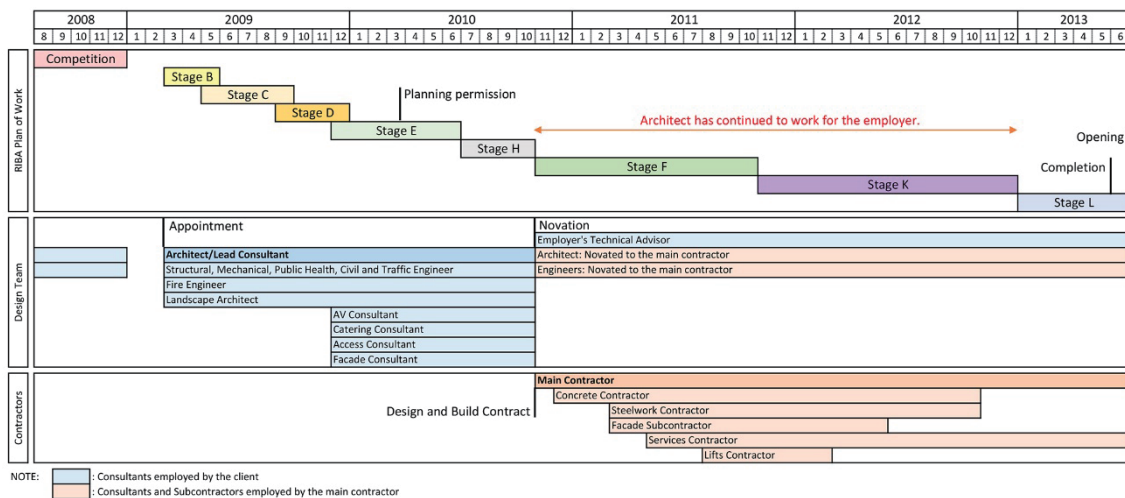 2008 2009 2010 2011 2012 2013
8 9 10 11 12 1 2 3 4 5 6 7 8 9 10 11 12 1 2 3 4 5 6 7 8 9 10 11 12 1 2 3 4 5 6 7 8 9 10 11 12 1 2 3 4 5 6 7 8 9 10 11 12 1 2 3 4 5 6
RIBA Plan of Work
Competition
Stage B
Stage C
Planning permission
Stage D
Stage E
Architect has continued to work for the employer.
Opening
Stage H
Stage F
Completion
Stage K
Stage L
Design Team
Appointment
Novation
Employer's Technical Advisor
Architect/Lead Consultant
Architect: Novated to the main contractor
Structural, Mechanical, Public Health, Civil and Traffic Engineer
Engineers: Novated to the main contractor
Fire Engineer
Landscape Architect
AV Consultant
Catering Consultant
Access Consultant
Facade Consultant
Contractors
Main Contractor
Concrete Contractor
Design and Build Contract
Steelwork Contractor
Facade Subcontractor
Services Contractor
Lifts Contractor
NOTE: : Consultants employed by the client
: Consultants and Subcontractors employed by the main contractor